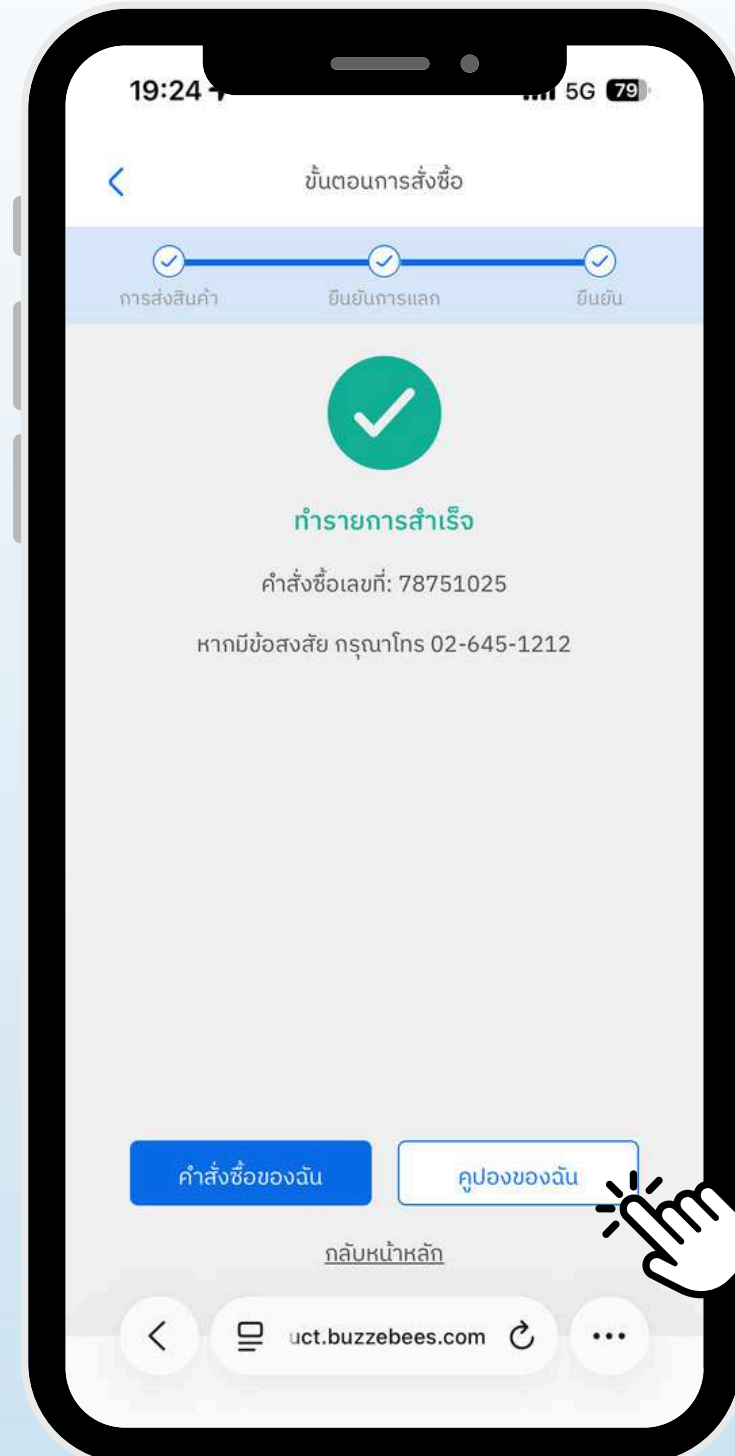 19:24
5G 79
ขั้นตอนการสั่งซื้อ
การส่งสินค้า ยืนยันการแลก ยืนยัน
ทำรายการสำเร็จ
คำสั่งซื้อเลขที่: 78751025
หากมีข้อสงสัย กรุณาโทร 02-645-1212
คำสั่งซื้อของฉัน คูปองของฉัน
กลับหน้าหลัก
uct.buzzebees.com